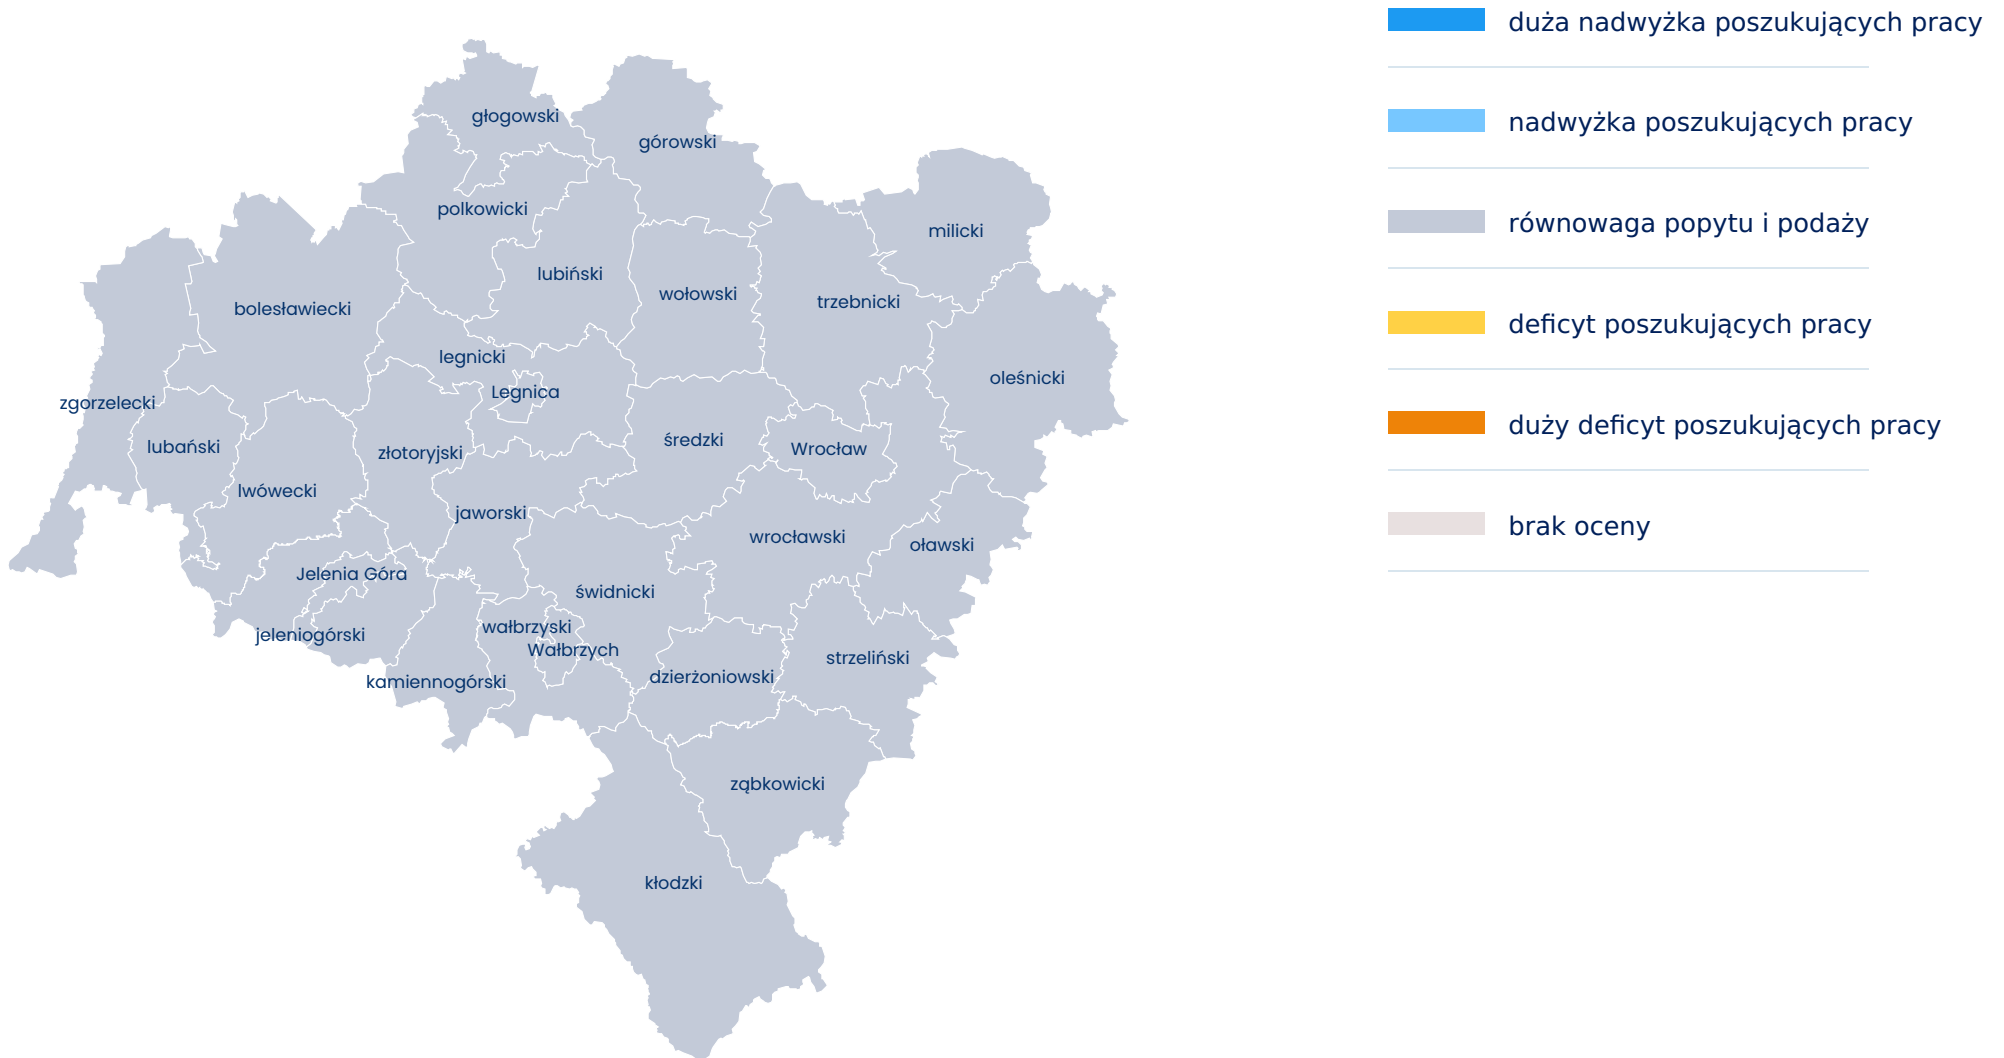 duża nadwyżka poszukujących pracy
nadwyżka poszukujących pracy
równowaga popytu i podaży
deficyt poszukujących pracy
duży deficyt poszukujących pracy
brak oceny
głogowski
górowski
polkowicki
milicki
lubiński
wołowski
trzebnicki
bolesławiecki
legnicki
oleśnicki
Legnica
zgorzelecki
średzki
lubański
Wrocław
złotoryjski
lwówecki
jaworski
wrocławski
oławski
Jelenia Góra
świdnicki
wałbrzyski
jeleniogórski
Wałbrzych
strzeliński
dzierżoniowski
kamiennogórski
ząbkowicki
kłodzki